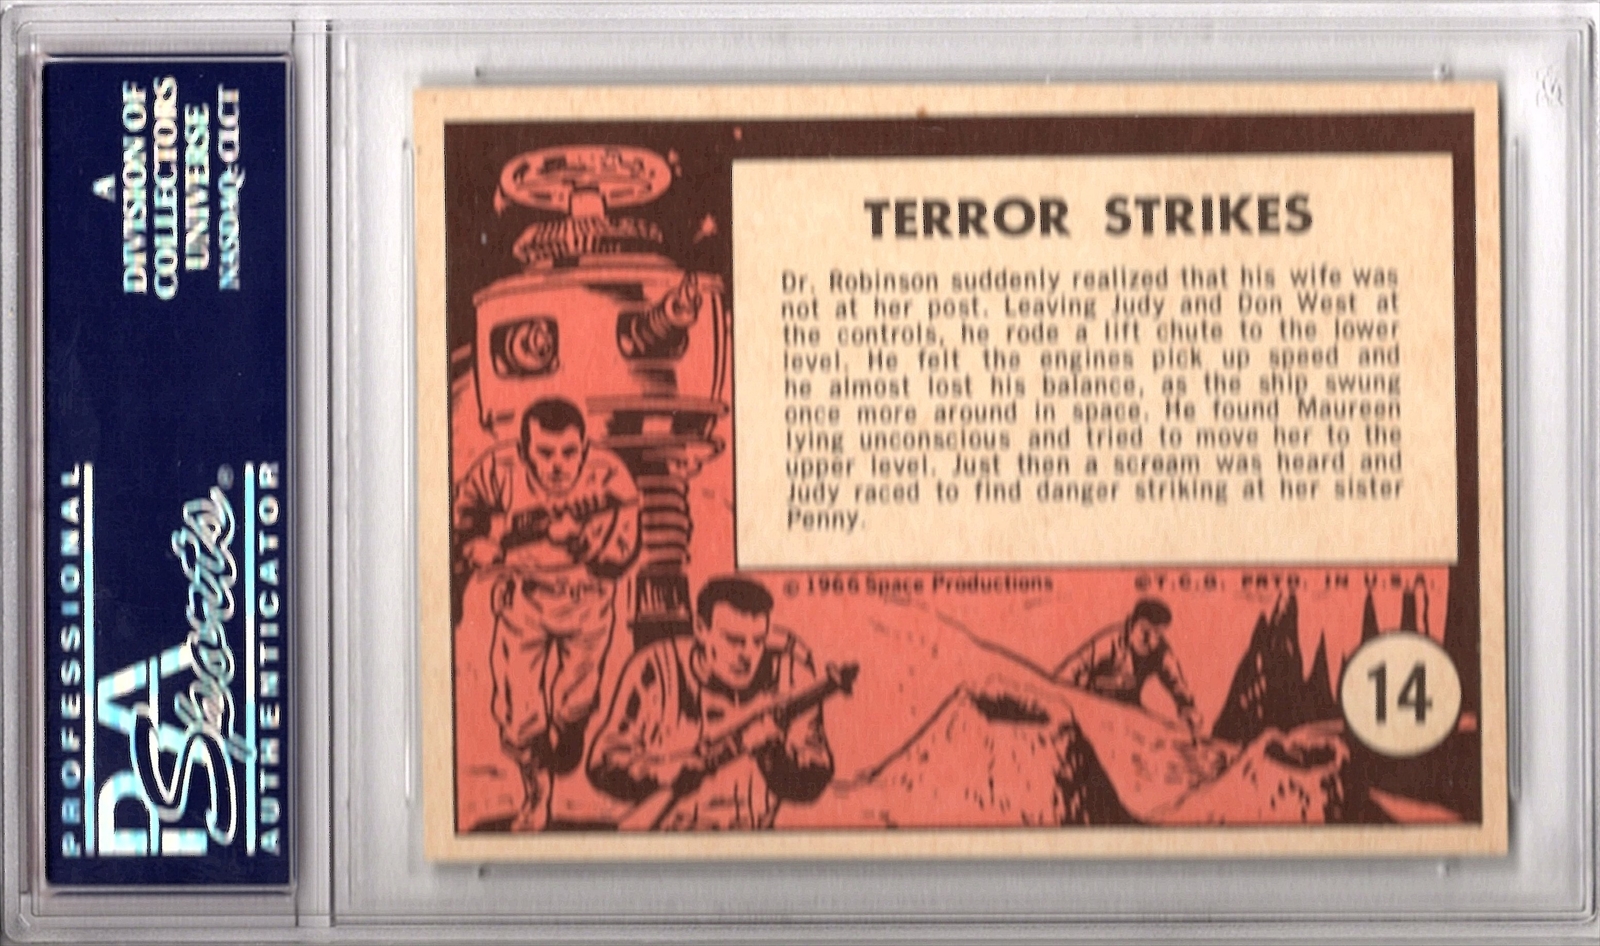 A
DIVISION OF
COLLECTORS
UNIVERSE
NASDAQ: CLCT
PROFESSIONAL
PSA
Sports®
AUTHENTICATOR
TERROR STRIKES
Dr. Robinson suddenly realized that his wife was
not at her post. Leaving Judy and Don West at
the controls, he rode a lift chute to the lower
level. He felt the engines pick up speed and
he almost lost his balance, as the ship swung
once more around in space. He found Maureen
lying unconscious and tried to move her to the
upper level. Just then a scream was heard and
Judy raced to find danger striking at her sister
Penny.
© 1966 Space Productions ©T.C.G. PRTD. IN U.S.A.
14